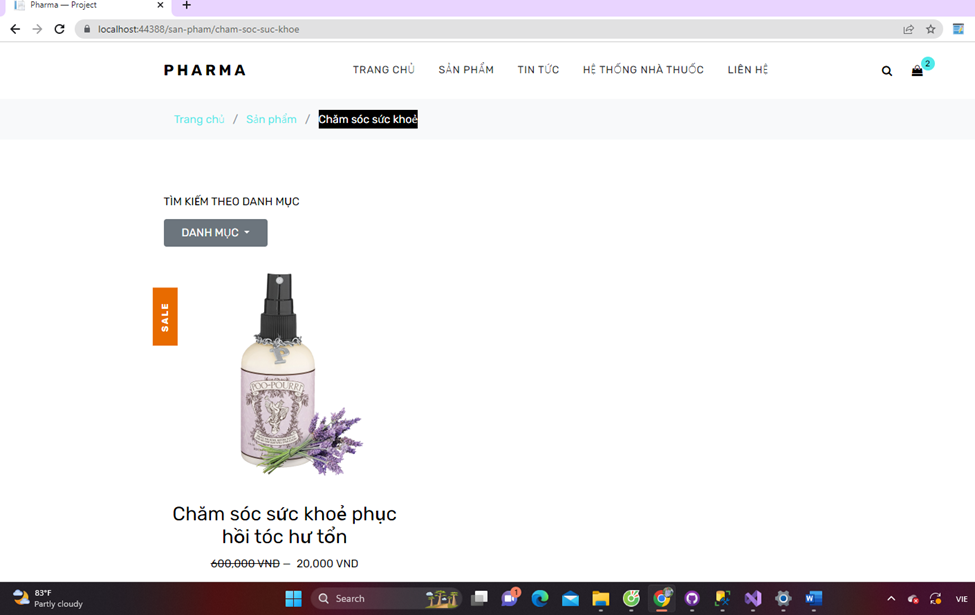 Pharma — Project
localhost:44388/san-pham/cham-soc-suc-khoe
PHARMA
TRANG CHỦ
SẢN PHẨM
TIN TỨC
HỆ THỐNG NHÀ THUỐC
LIÊN HỆ
2
Trang chủ / Sản phẩm / Chăm sóc sức khoẻ
TÌM KIẾM THEO DANH MỤC
DANH MỤC
SALE
POO-POURRI
Chăm sóc sức khoẻ phục
hồi tóc hư tổn
600,000 VND — 20,000 VND
83°F
Partly cloudy
Search
1
VIE